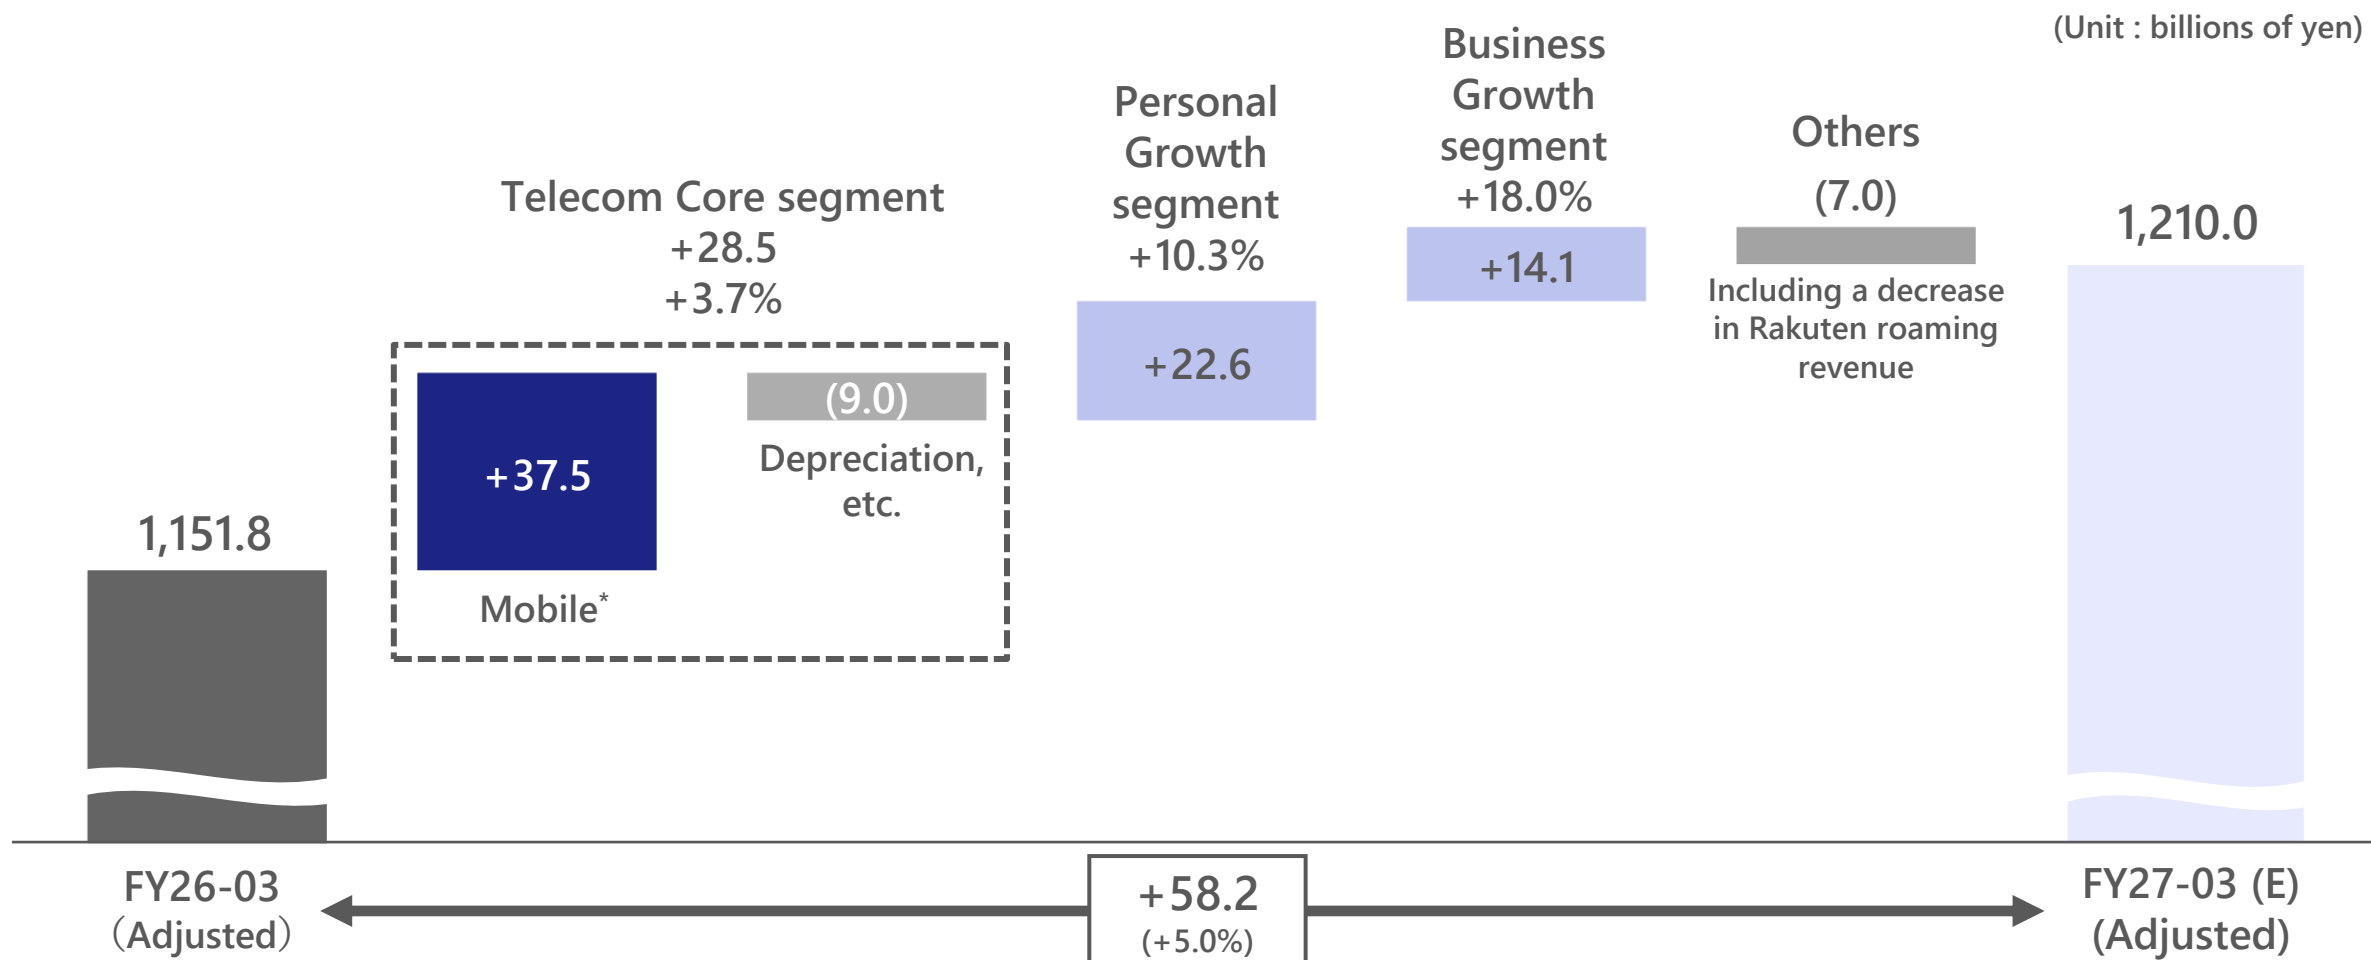 (Unit : billions of yen)
Telecom Core segment
+28.5
+3.7%
Personal
Growth
segment
+10.3%
Business
Growth
segment
+18.0%
Others
(7.0)
1,151.8
+37.5
Mobile*
(9.0)
Depreciation,
etc.
+22.6
+14.1
Including a decrease
in Rakuten roaming
revenue
1,210.0
FY26-03
（Adjusted）
+58.2
(+5.0%)
FY27-03 (E)
(Adjusted)